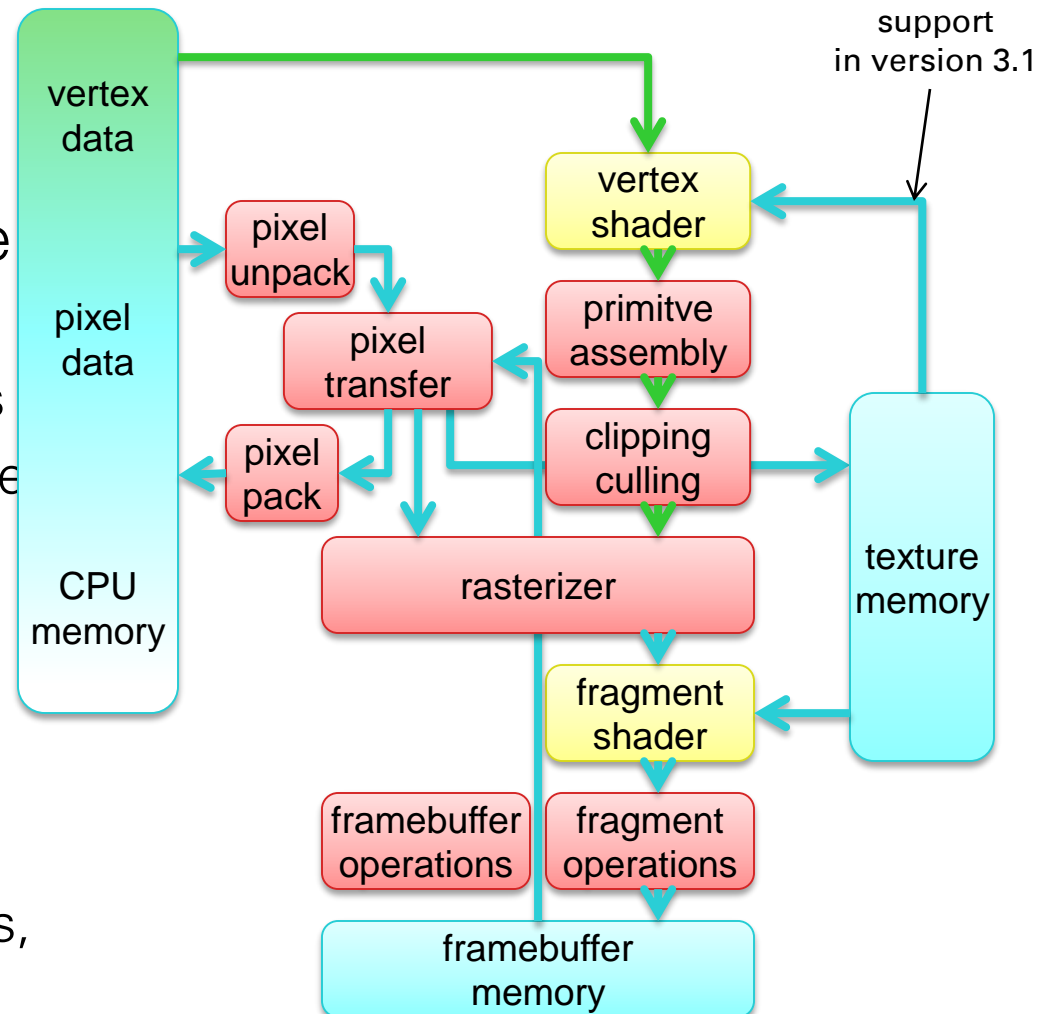 support
in version 3.1
vertex
data
vertex
shader
e
pixel
unpack
primitve
assembly
pixel
data
pixel
transfer
s
clipping
culling
pixel
pack
e
CPU
memory
rasterizer
texture
memory
fragment
shader
framebuffer
operations
fragment
operations
s,
framebuffer
memory